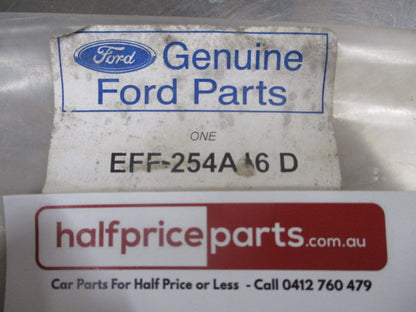 Ford Genuine
Ford Parts
ONE
EFF-254A46 D
halfpriceparts.com.au
Car Parts For Half Price or Less - Call 0412 760 479